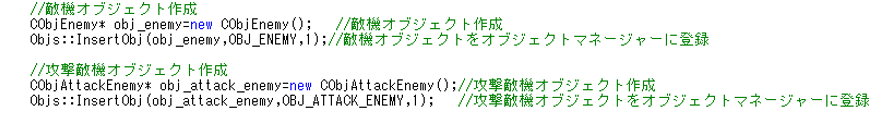 //敵機オブジェクト作成
CObjEnemy* obj_enemy=new CObjEnemy();   //敵機オブジェクト作成
Objs::InsertObj(obj_enemy,OBJ_ENEMY,1);//敵機オブジェクトをオブジェクトマネージャーに登録
//攻撃敵機オブジェクト作成
CObjAttackEnemy* obj_attack_enemy=new CObjAttackEnemy();//攻撃敵機オブジェクト作成
Objs::InsertObj(obj_attack_enemy,OBJ_ATTACK_ENEMY,1);   //攻撃敵機オブジェクトをオブジェクトマネージャーに登録